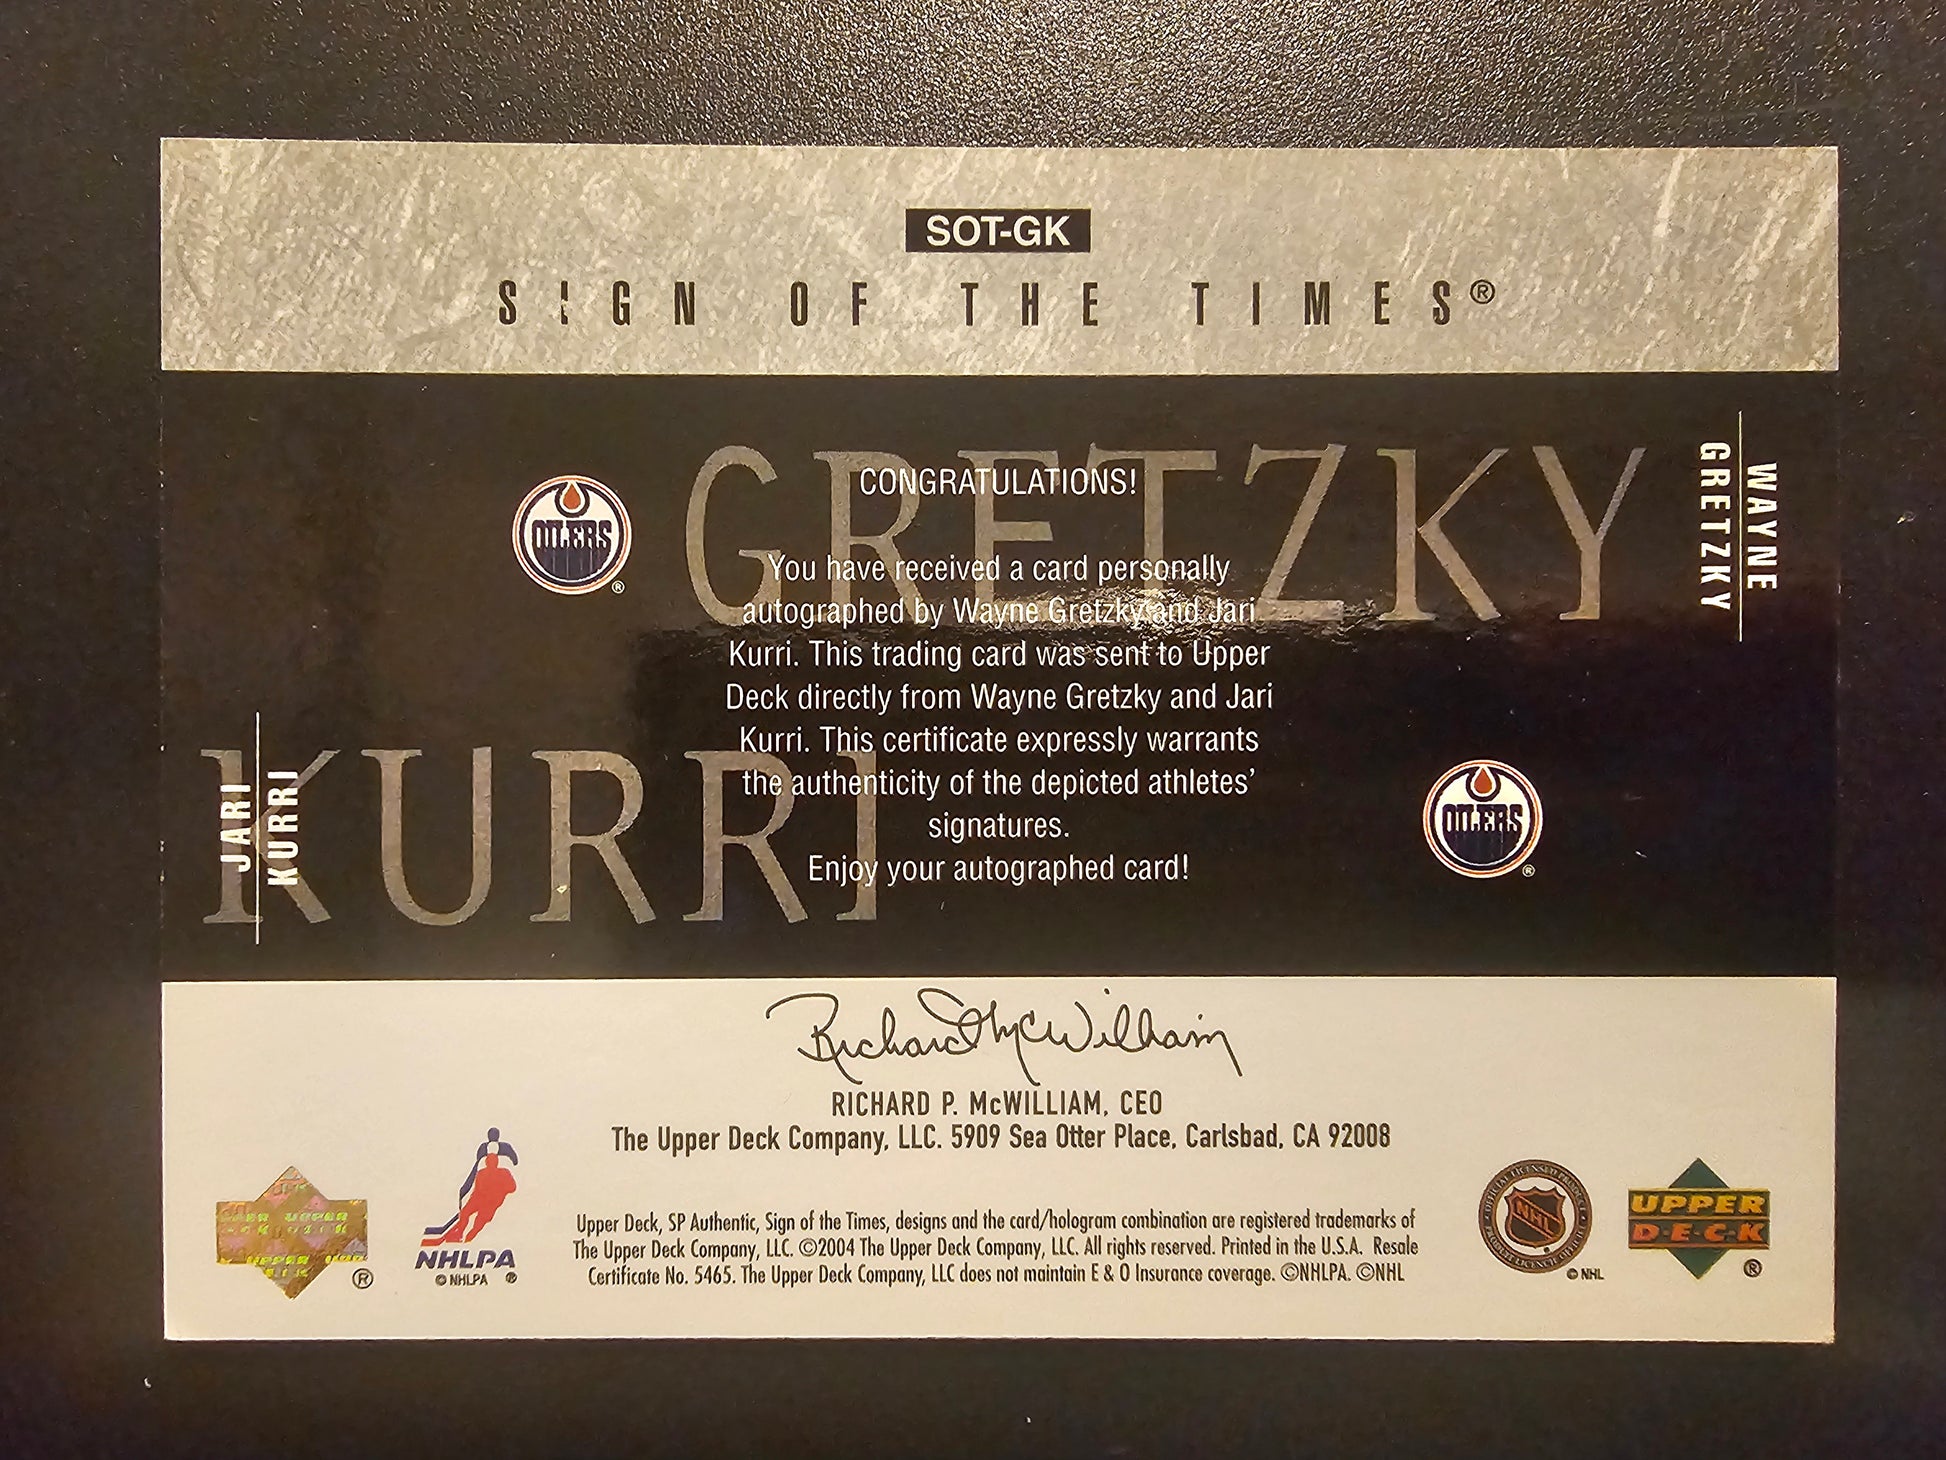 SOT-GK
SIGN OF THE TIMES®
GRETZKY
WAYNE
GRETZKY
OILERS
®
CONGRATULATIONS!
You have received a card personally
autographed by Wayne Gretzky and Jari
Kurri. This trading card was sent to Upper
Deck directly from Wayne Gretzky and Jari
Kurri. This certificate expressly warrants
the authenticity of the depicted athletes'
signatures.
Enjoy your autographed card!
KURRI
JARI
KURRI
OILERS
®
Richard McWilliam
RICHARD P. McWILLIAM, CEO
The Upper Deck Company, LLC. 5909 Sea Otter Place, Carlsbad, CA 92008
®
NHLPA
© NHLPA ®
Upper Deck, SP Authentic, Sign of the Times, designs and the card/hologram combination are registered trademarks of
The Upper Deck Company, LLC. ©2004 The Upper Deck Company, LLC. All rights reserved. Printed in the U.S.A. Resale
Certificate No. 5465. The Upper Deck Company, LLC does not maintain E & O Insurance coverage. ©NHLPA. ©NHL
NHL
© NHL
UPPER
D·E·C·K
®